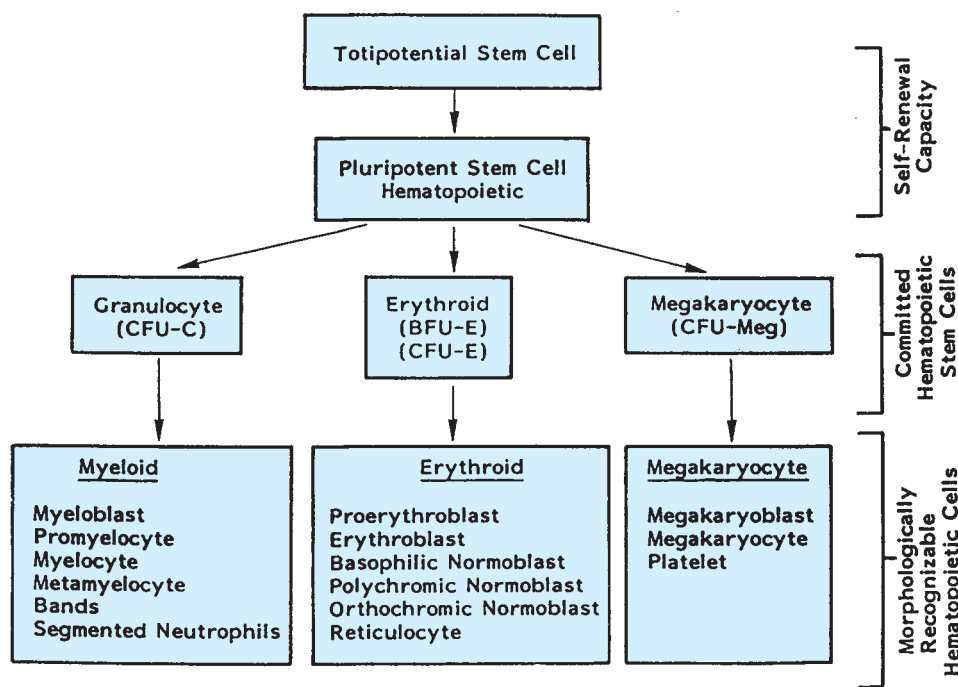 Totipotential Stem Cell
Pluripotent Stem Cell
Hematopoietic
Self-Renewal
Capacity
Granulocyte
(CFU-C)
Erythroid
(BFU-E)
(CFU-E)
Megakaryocyte
(CFU-Meg)
Committed
Hematopoietic
Stem Cells
Myeloid
Myeloblast
Promyelocyte
Myelocyte
Metamyelocyte
Bands
Segmented Neutrophils
Erythroid
Proerythroblast
Erythroblast
Basophilic Normoblast
Polychromic Normoblast
Orthochromic Normoblast
Reticulocyte
Megakaryocyte
Megakaryoblast
Megakaryocyte
Platelet
Morphologically
Recognizable
Hematopoietic Cells